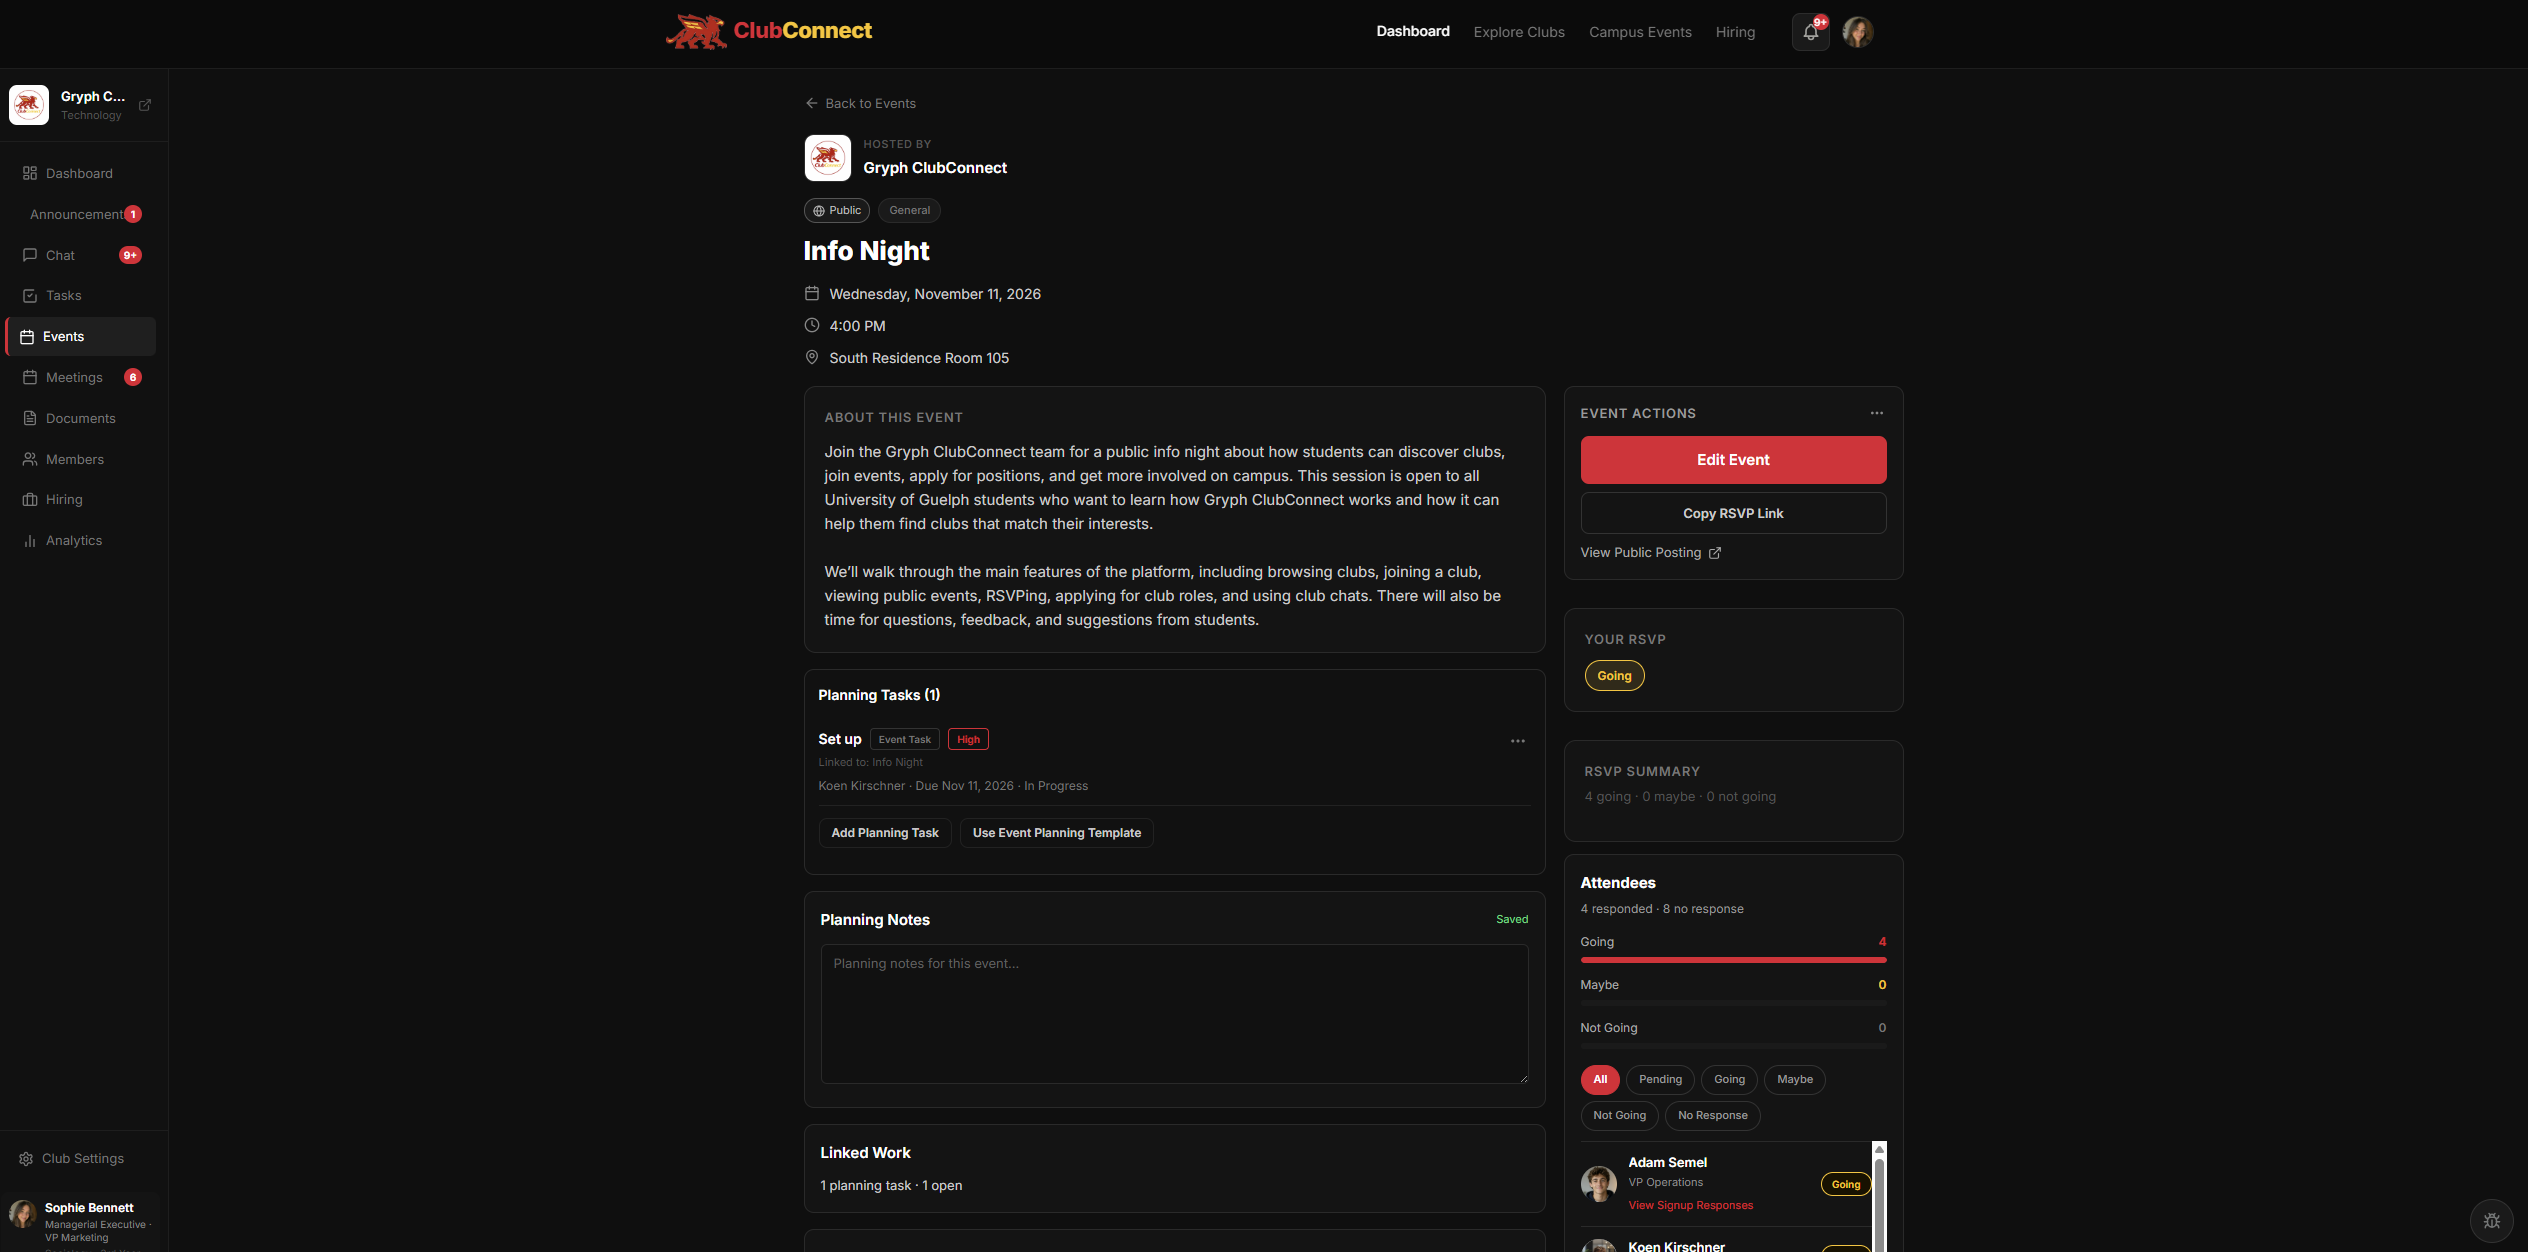 ClubConnect
Dashboard
Explore Clubs
Campus Events
Hiring
9+
Gryph C...
Technology
Dashboard
Announcement 1
Chat 9+
Tasks
Events
Meetings 6
Documents
Members
Hiring
Analytics
Club Settings
Sophie Bennett
Managerial Executive ·
VP Marketing
Back to Events
HOSTED BY
Gryph ClubConnect
Public
General
Info Night
Wednesday, November 11, 2026
4:00 PM
South Residence Room 105
ABOUT THIS EVENT
Join the Gryph ClubConnect team for a public info night about how students can discover clubs,
join events, apply for positions, and get more involved on campus. This session is open to all
University of Guelph students who want to learn how Gryph ClubConnect works and how it can
help them find clubs that match their interests.
We'll walk through the main features of the platform, including browsing clubs, joining a club,
viewing public events, RSVPing, applying for club roles, and using club chats. There will also be
time for questions, feedback, and suggestions from students.
Planning Tasks (1)
Set up
Event Task
High
Linked to: Info Night
Koen Kirschner · Due Nov 11, 2026 · In Progress
Add Planning Task
Use Event Planning Template
Planning Notes
Saved
Planning notes for this event...
Linked Work
1 planning task · 1 open
EVENT ACTIONS
Edit Event
Copy RSVP Link
View Public Posting
YOUR RSVP
Going
RSVP SUMMARY
4 going · 0 maybe · 0 not going
Attendees
4 responded · 8 no response
Going 4
Maybe 0
Not Going 0
All
Pending
Going
Maybe
Not Going
No Response
Adam Semel
VP Operations
View Signup Responses
Going
Koen Kirschner